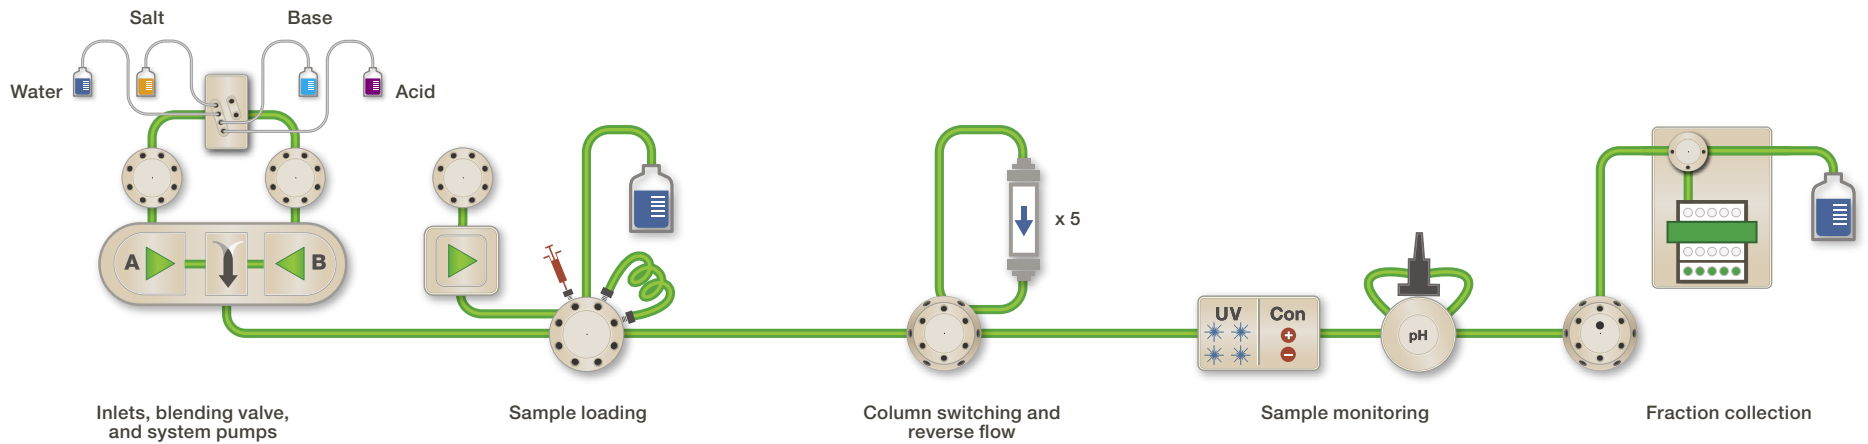 Salt
Base
Water
Acid
A
B
x 5
UV
Con
pH
Inlets, blending valve,
and system pumps
Sample loading
Column switching and
reverse flow
Sample monitoring
Fraction collection